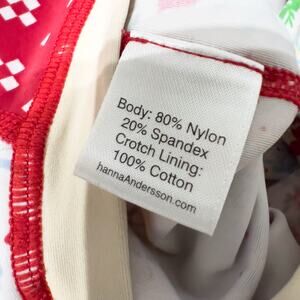 Body: 80% Nylon
20% Spandex
Crotch Lining:
100% Cotton
hannaAndersson.com